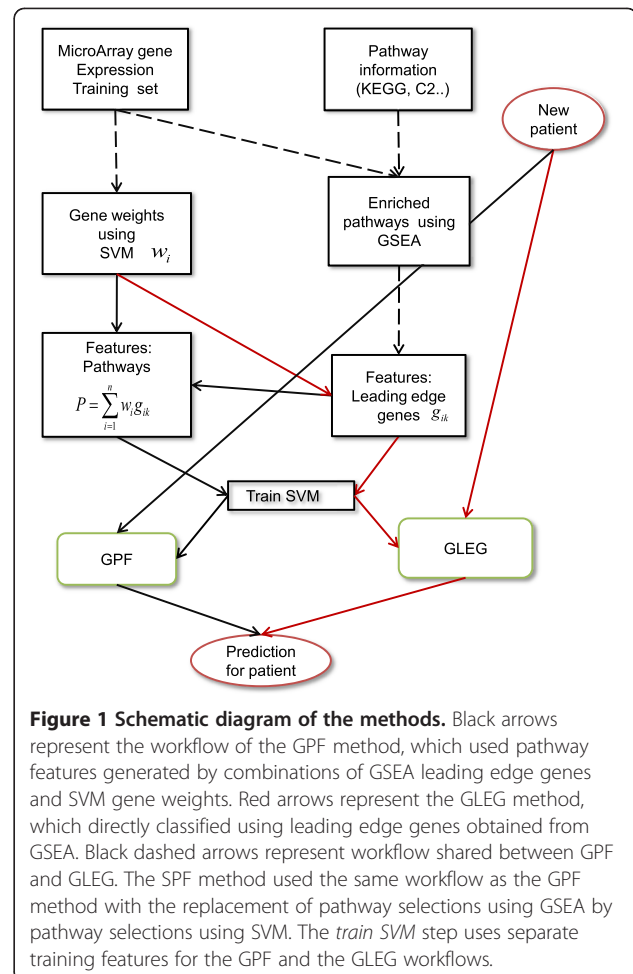 MicroArray gene
Expression
Training set
Pathway
information
(KEGG, C2..)
New
patient
Gene weights
using
SVM w_i
Enriched
pathways using
GSEA
Features:
Pathways
P = \sum_{i=1}^{n} w_i g_{ik}
Features:
Leading edge
genes g_{ik}
Train SVM
GPF
GLEG
Prediction
for patient
Figure 1 Schematic diagram of the methods. Black arrows
represent the workflow of the GPF method, which used pathway
features generated by combinations of GSEA leading edge genes
and SVM gene weights. Red arrows represent the GLEG method,
which directly classified using leading edge genes obtained from
GSEA. Black dashed arrows represent workflow shared between GPF
and GLEG. The SPF method used the same workflow as the GPF
method with the replacement of pathway selections using GSEA by
pathway selections using SVM. The train SVM step uses separate
training features for the GPF and the GLEG workflows.